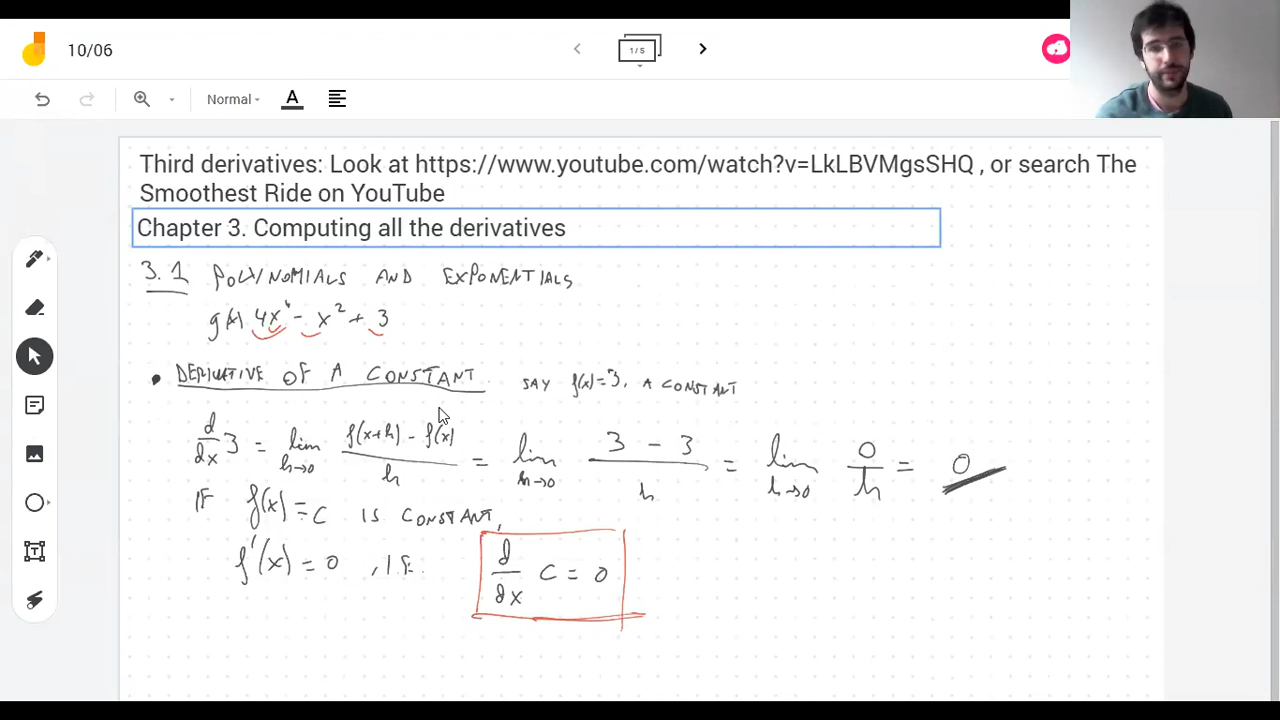 10/06
1/5
Normal
A
Third derivatives: Look at https://www.youtube.com/watch?v=LkLBVMgsSHQ , or search The
Smoothest Ride on YouTube
Chapter 3. Computing all the derivatives
3.1 POLYNOMIALS AND EXPONENTIALS
g(x) 4x⁴ - x² + 3
• DERIVATIVE OF A CONSTANT SAY f(x)=3, A CONSTANT
d/dx 3 = lim h→0 (f(x+h) - f(x))/h = lim h→0 (3 - 3)/h = lim h→0 0/h = 0
IF f(x) = C IS CONSTANT,
f'(x) = 0 , I.E. d/dx C = 0